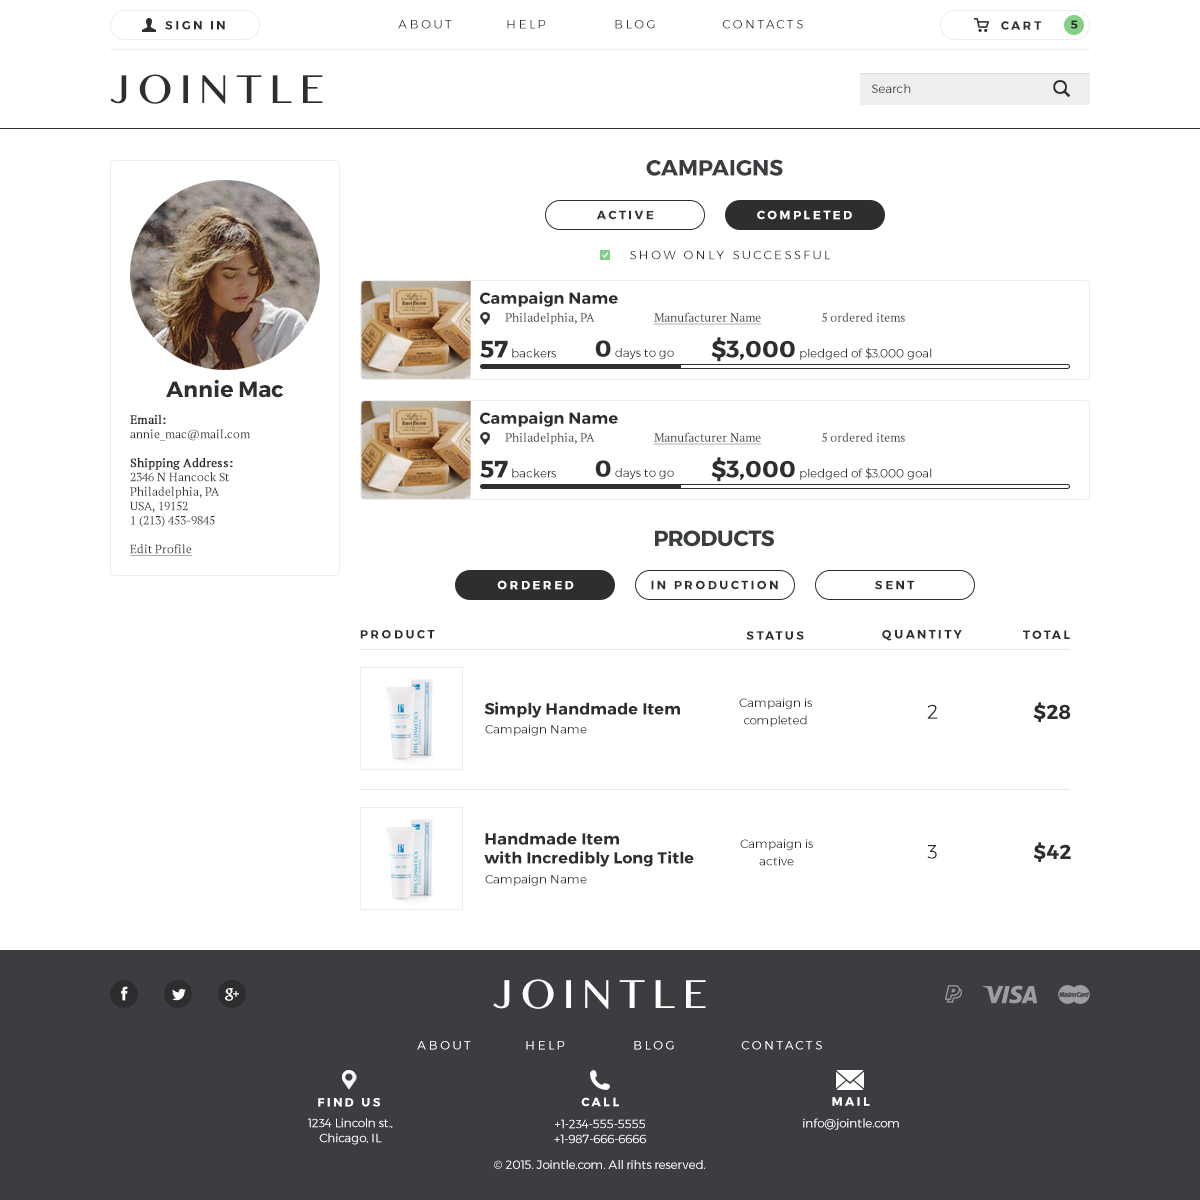 SIGN IN
ABOUT
HELP
BLOG
CONTACTS
CART
5
JOINTLE
Search
Annie Mac
Email:
annie_mac@mail.com
Shipping Address:
2346 N Hancock St
Philadelphia, PA
USA, 19152
1 (213) 453-9845
Edit Profile
CAMPAIGNS
ACTIVE
COMPLETED
SHOW ONLY SUCCESSFUL
Campaign Name
Philadelphia, PA
Manufacturer Name
5 ordered items
57 backers
0 days to go
$3,000 pledged of $3,000 goal
Campaign Name
Philadelphia, PA
Manufacturer Name
5 ordered items
57 backers
0 days to go
$3,000 pledged of $3,000 goal
PRODUCTS
ORDERED
IN PRODUCTION
SENT
PRODUCT
STATUS
QUANTITY
TOTAL
PHIL COSMETICS
Simply Handmade Item
Campaign Name
Campaign is
completed
2
$28
PHIL COSMETICS
Handmade Item
with Incredibly Long Title
Campaign Name
Campaign is
active
3
$42
f
g+
JOINTLE
P
VISA
MasterCard
ABOUT
HELP
BLOG
CONTACTS
FIND US
1234 Lincoln st.,
Chicago, IL
CALL
+1-234-555-5555
+1-987-666-6666
MAIL
info@jointle.com
© 2015. Jointle.com. All rihts reserved.